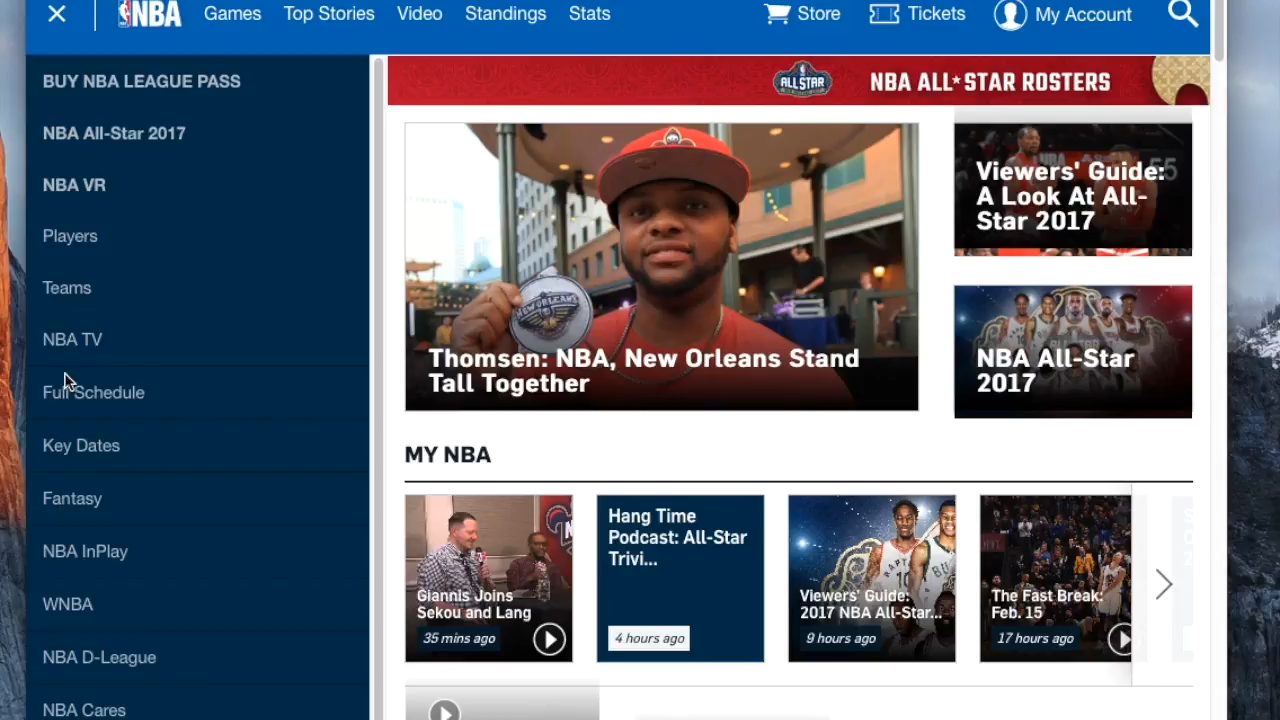 NBA
Games
Top Stories
Video
Standings
Stats
Store
Tickets
My Account
BUY NBA LEAGUE PASS
NBA All-Star 2017
NBA VR
Players
Teams
NBA TV
Full Schedule
Key Dates
Fantasy
NBA InPlay
WNBA
NBA D-League
NBA Cares
ALL STAR
NBA ALL★STAR ROSTERS
NEW ORLEANS
Thomsen: NBA, New Orleans Stand
Tall Together
Viewers' Guide:
A Look At All-
Star 2017
NBA All-Star
2017
MY NBA
Giannis Joins
Sekou and Lang
35 mins ago
Hang Time
Podcast: All-Star
Trivi...
4 hours ago
Viewers' Guide:
2017 NBA All-Star...
9 hours ago
The Fast Break:
Feb. 15
17 hours ago